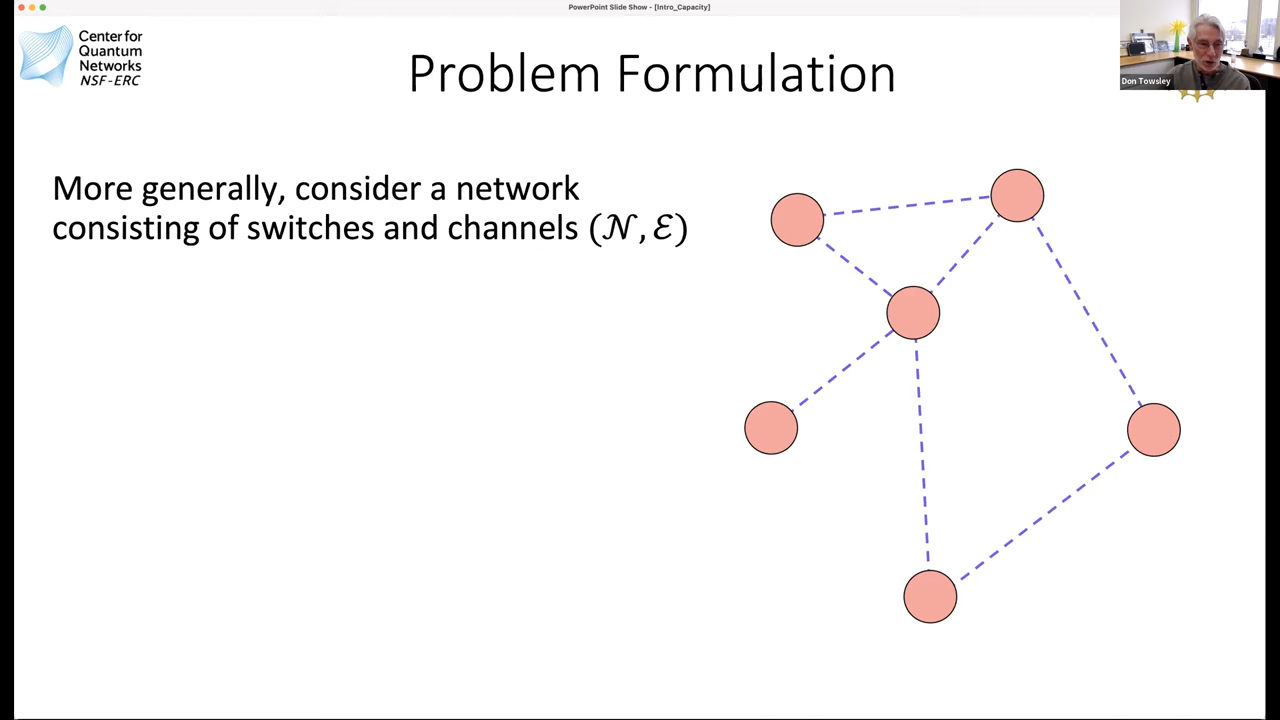 PowerPoint Slide Show - [Intro_Capacity]
Center for
Quantum
Networks
NSF-ERC
Problem Formulation
Don Towsley
More generally, consider a network
consisting of switches and channels (𝒩, ℰ)